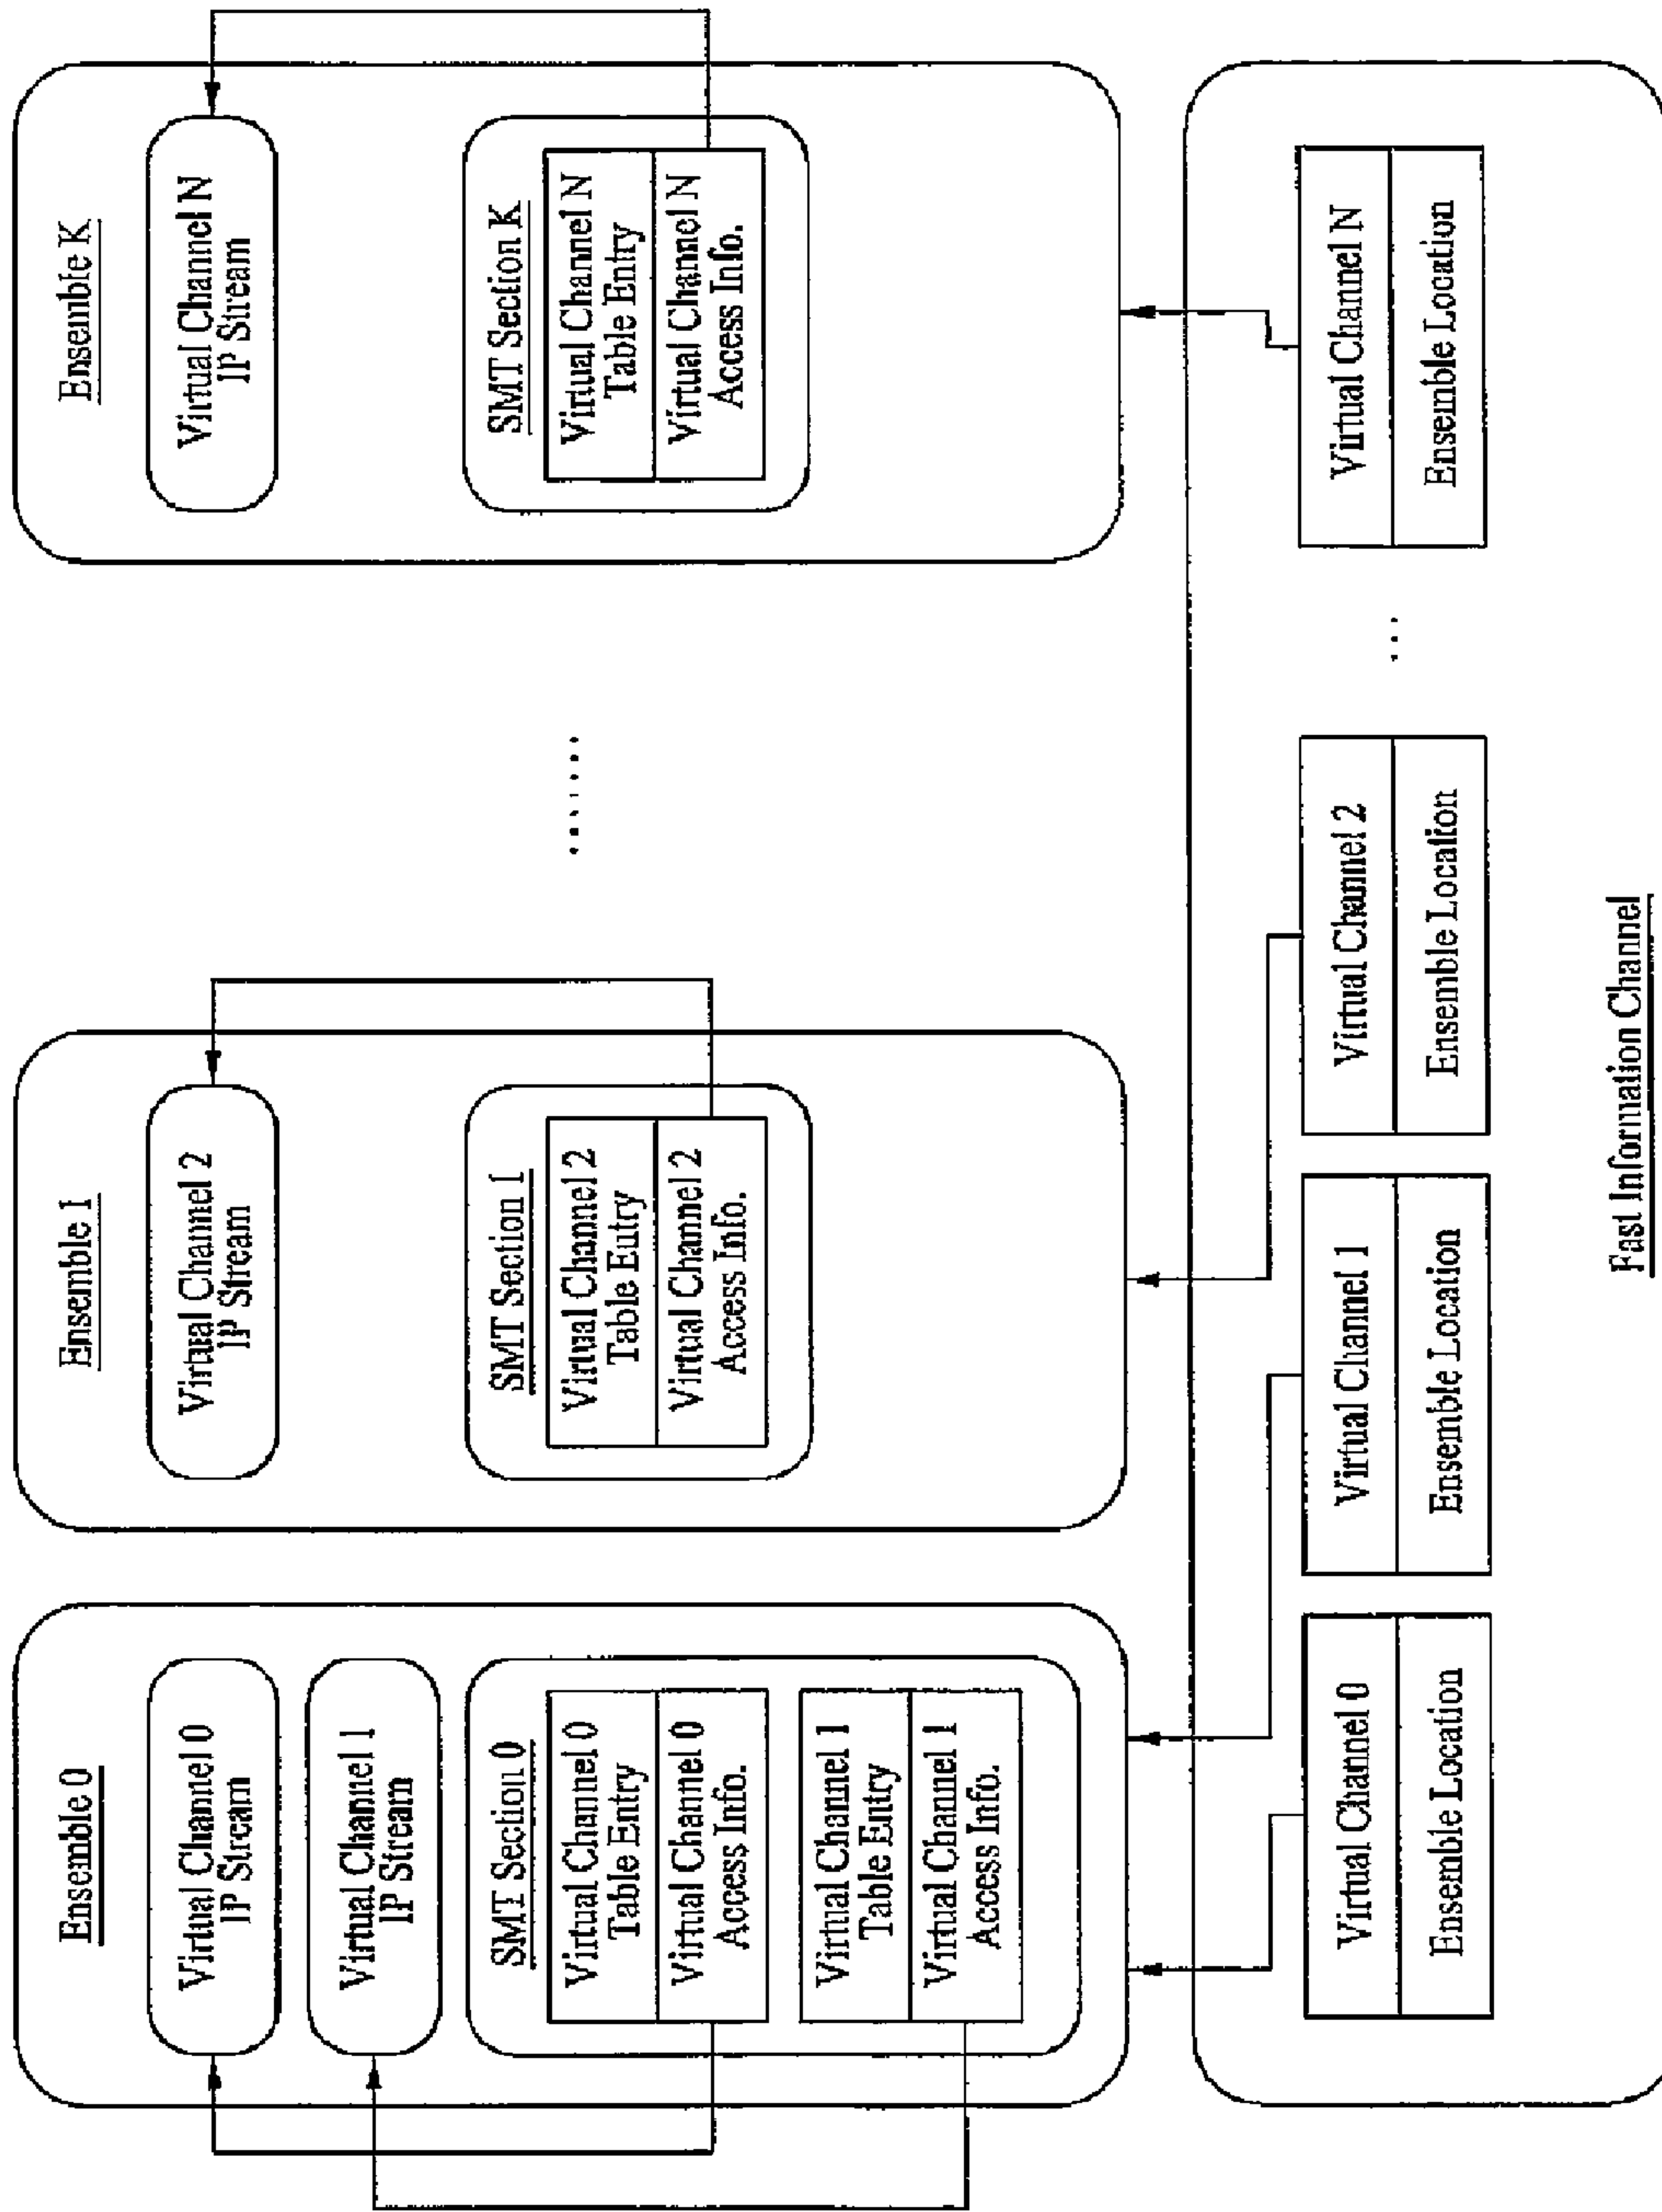 Ensemble 0
Virtual Channel 0
IP Stream
Virtual Channel 1
IP Stream
SMT Section 0
Virtual Channel 0
Table Entry
Virtual Channel 0
Access Info.
Virtual Channel 1
Table Entry
Virtual Channel 1
Access Info.
Ensemble 1
Virtual Channel 2
IP Stream
SMT Section 1
Virtual Channel 2
Table Entry
Virtual Channel 2
Access Info.
.......
Ensemble K
Virtual Channel N
IP Stream
SMT Section K
Virtual Channel N
Table Entry
Virtual Channel N
Access Info.
Virtual Channel 0
Ensemble Location
Virtual Channel 1
Ensemble Location
Virtual Channel 2
Ensemble Location
...
Virtual Channel N
Ensemble Location
Fast Information Channel